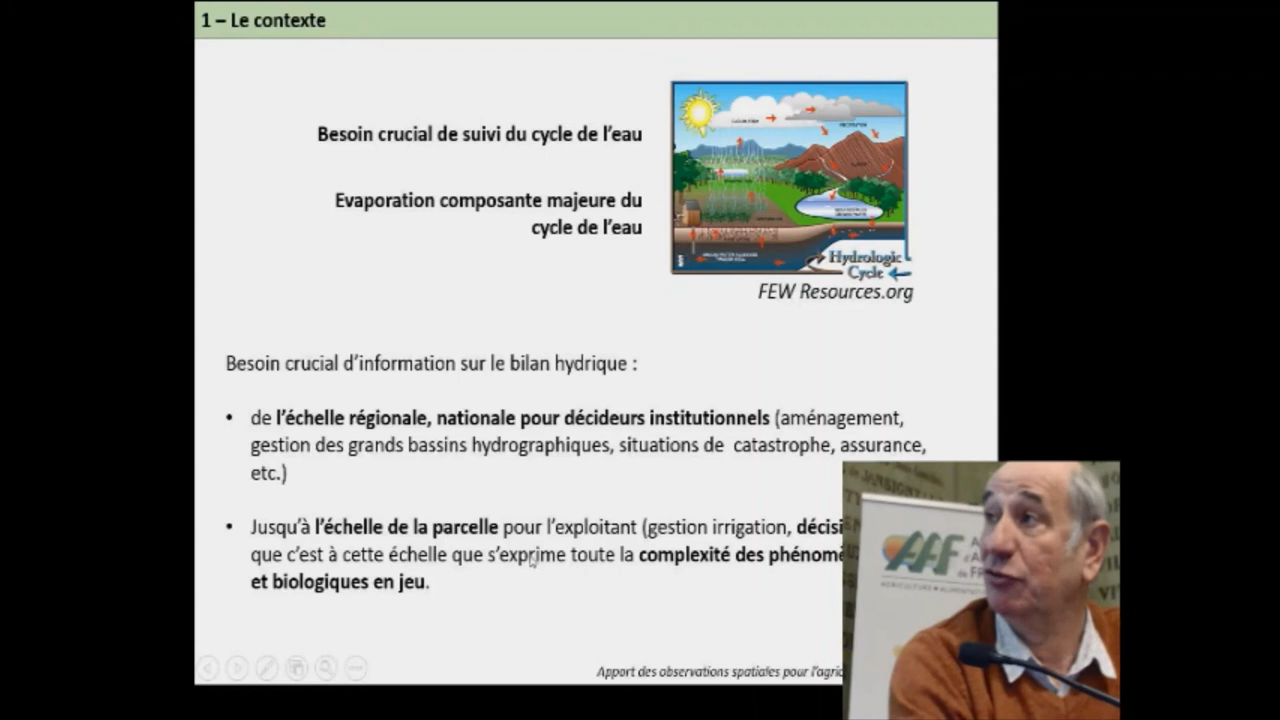 1 – Le contexte
Besoin crucial de suivi du cycle de l'eau
Evaporation composante majeure du
cycle de l'eau
Hydrologic
Cycle
FEW Resources.org
Besoin crucial d'information sur le bilan hydrique :
• de l'échelle régionale, nationale pour décideurs institutionnels (aménagement,
gestion des grands bassins hydrographiques, situations de catastrophe, assurance,
etc.)
• Jusqu'à l'échelle de la parcelle pour l'exploitant (gestion irrigation, décisi
que c'est à cette échelle que s'exprime toute la complexité des phénomè
et biologiques en jeu.
Apport des observations spatiales pour l'agric
AAF